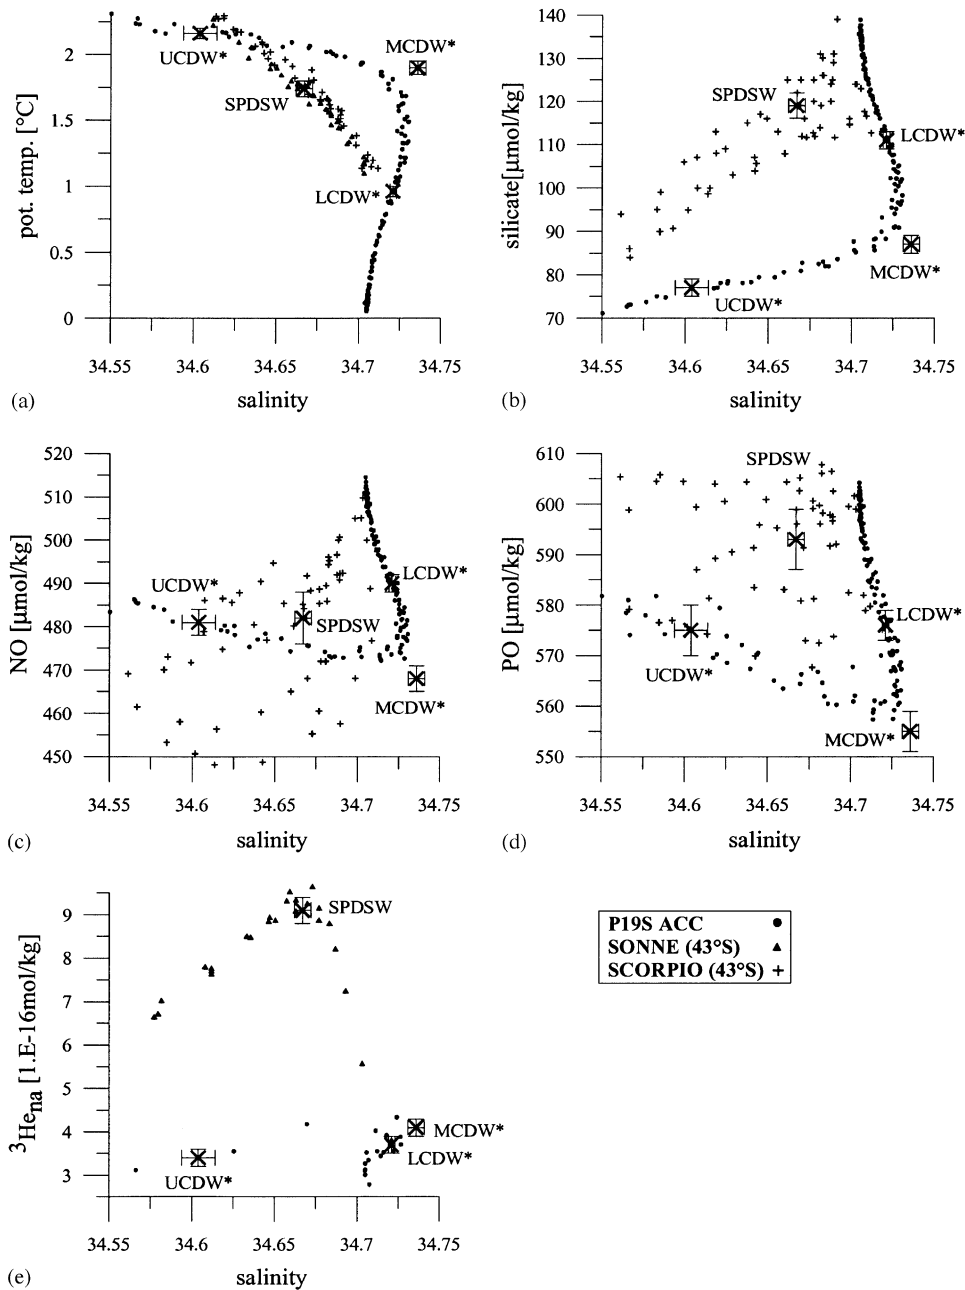 2
1.5
1
0.5
0
pot. temp. [°C]
UCDW*
MCDW*
SPDSW
LCDW*
34.55 34.6 34.65 34.7 34.75
(a) salinity
140
130
120
110
100
90
80
70
silicate[µmol/kg]
SPDSW
LCDW*
MCDW*
UCDW*
34.55 34.6 34.65 34.7 34.75
(b) salinity
520
510
500
490
480
470
460
450
NO [µmol/kg]
UCDW*
LCDW*
SPDSW
MCDW*
34.55 34.6 34.65 34.7 34.75
(c) salinity
610
600
590
580
570
560
550
PO [µmol/kg]
SPDSW
LCDW*
UCDW*
MCDW*
34.55 34.6 34.65 34.7 34.75
(d) salinity
9
8
7
6
5
4
3
³Heₙₐ [1.E-16mol/kg]
SPDSW
MCDW*
LCDW*
UCDW*
34.55 34.6 34.65 34.7 34.75
(e) salinity
P19S ACC
SONNE (43°S)
SCORPIO (43°S)